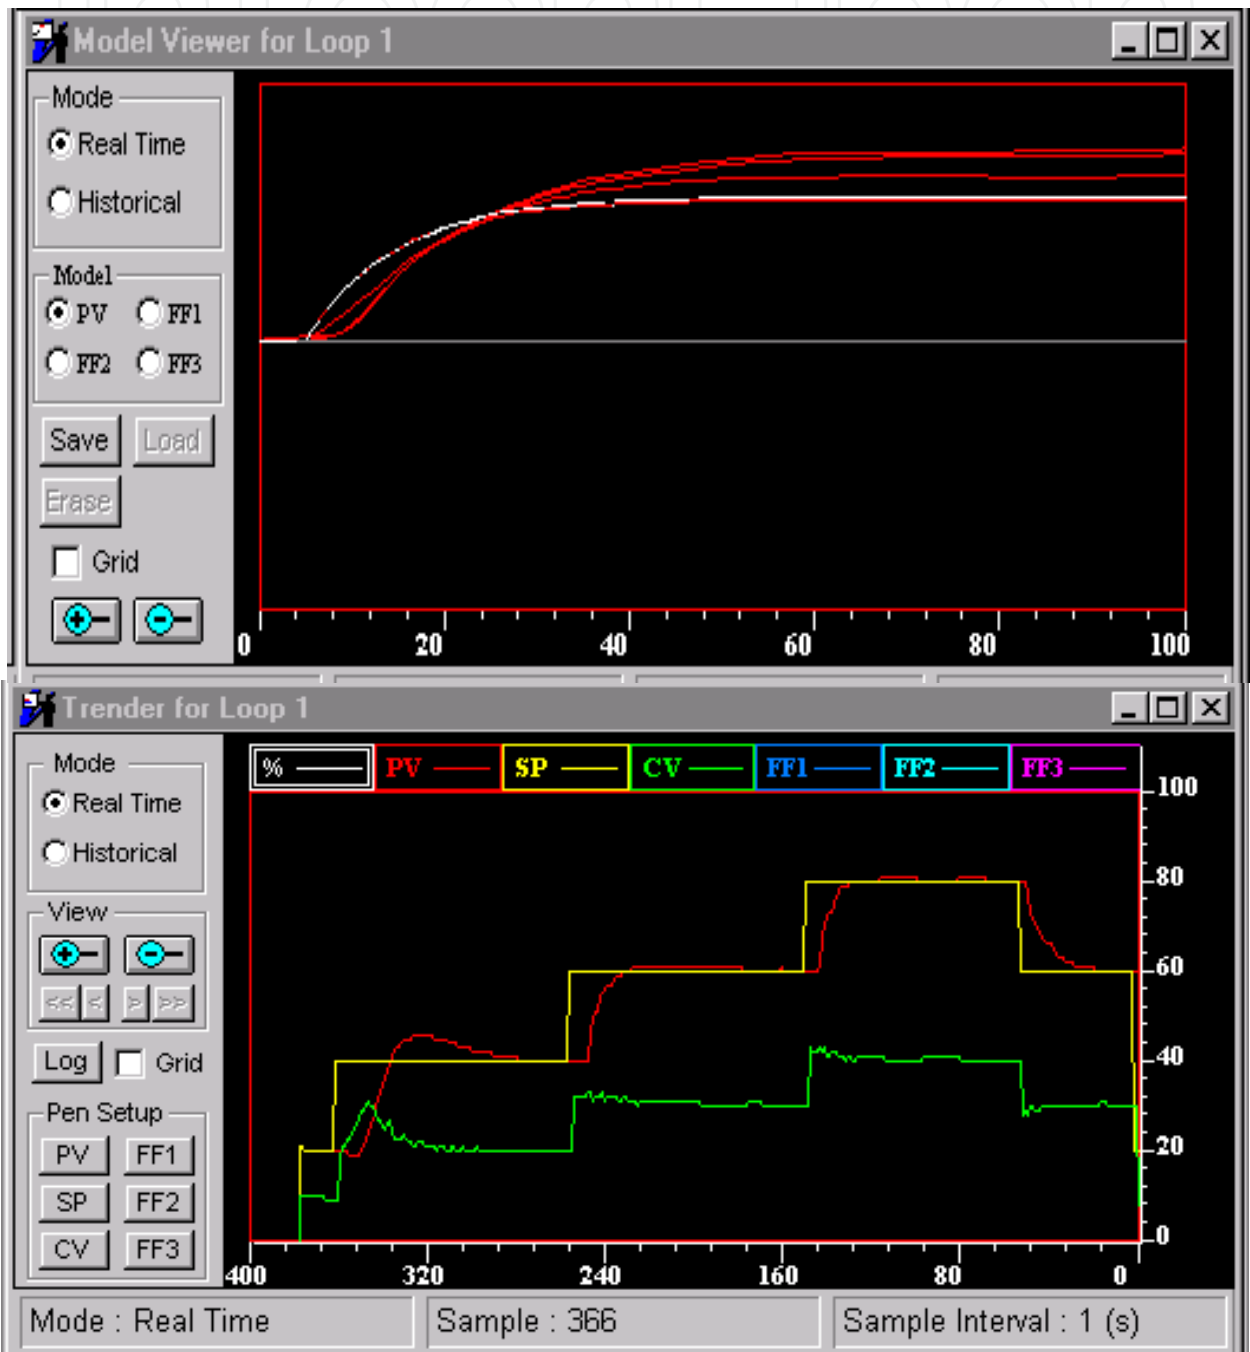 Model Viewer for Loop 1
Mode
Real Time
Historical
Model
PV FF1
FF2 FF3
Save Load
Erase
Grid
0 20 40 60 80 100
Trender for Loop 1
Mode
Real Time
Historical
% PV SP CV FF1 FF2 FF3
100
80
60
40
20
0
View
<< < > >>
Log Grid
Pen Setup
PV FF1
SP FF2
CV FF3
400 320 240 160 80 0
Mode : Real Time Sample : 366 Sample Interval : 1 (s)